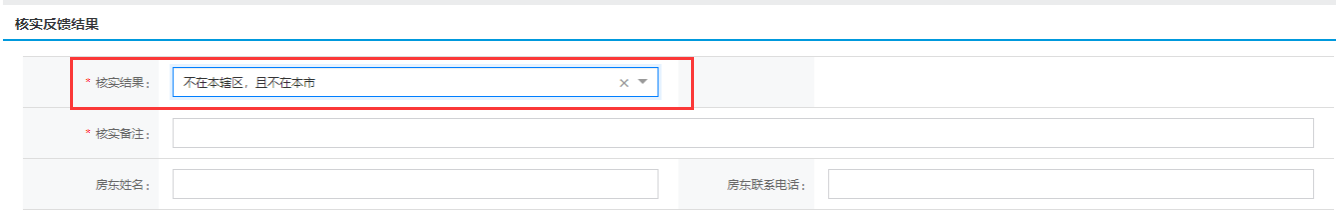 核实反馈结果
* 核实结果： 不在本辖区，且不在本市
* 核实备注：
房东姓名： 房东联系电话：